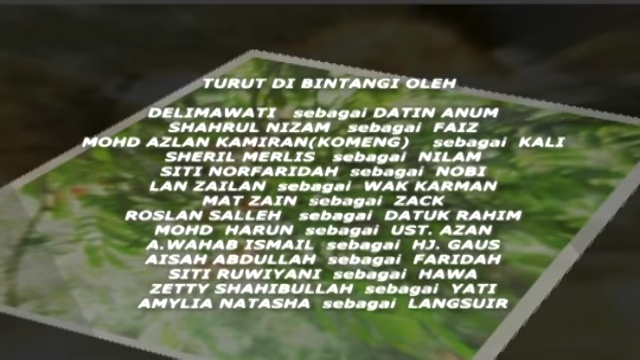 TURUT DI BINTANGI OLEH
DELIMAWATI sebagai DATIN ANUM
SHAHRUL NIZAM sebagai FAIZ
MOHD AZLAN KAMIRAN(KOMENG) sebagai KALI
SHERIL MERLIS sebagai NILAM
SITI NORFARIDAH sebagai NOBI
LAN ZAILAN sebagai WAK KARMAN
MAT ZAIN sebagai ZACK
ROSLAN SALLEH sebagai DATUK RAHIM
MOHD HARUN sebagai UST. AZAN
A.WAHAB ISMAIL sebagai HJ. GAUS
AISAH ABDULLAH sebagai FARIDAH
SITI RUWIYANI sebagai HAWA
ZETTY SHAHIBULLAH sebagai YATI
AMYLIA NATASHA sebagai LANGSUIR